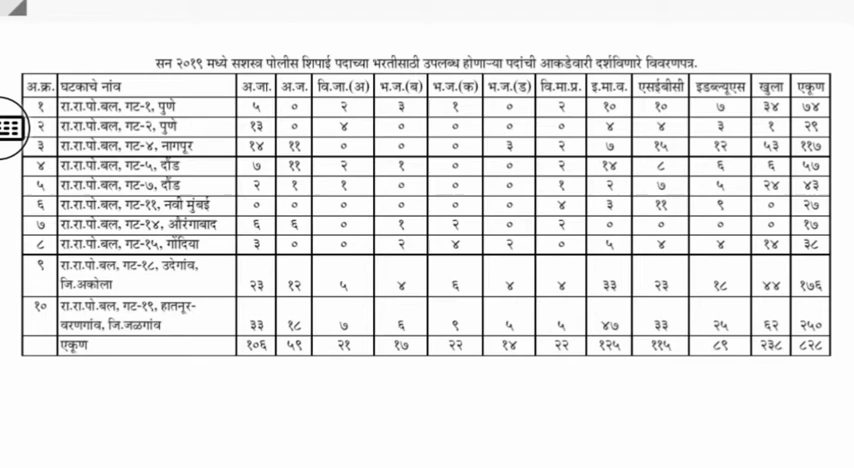 सन २०१९ मध्ये सशस्त्र पोलीस शिपाई पदाच्या भरतीसाठी उपलब्ध होणाऱ्या पदांची आकडेवारी दर्शविणारे विवरणपत्र.
अ.क्र. घटकाचे नांव अ.जा. अ.ज. वि.जा.(अ) भ.ज.(ब) भ.ज.(क) भ.ज.(ड) वि.मा.प्र. इ.मा.व. एसईबीसी इडब्ल्यूएस खुला एकूण
१ रा.रा.पो.बल, गट-१, पुणे ५ ० २ ३ १ ० २ १० १० ७ ३४ ७४
२ रा.रा.पो.बल, गट-२, पुणे १३ ० ४ ० ० ० ० ४ ४ ३ १ २९
३ रा.रा.पो.बल, गट-४, नागपूर १४ ११ ० ० ० ३ २ ७ १५ १२ ५३ ११७
४ रा.रा.पो.बल, गट-५, दौंड ७ ११ २ १ ० ० २ १४ ८ ६ ६ ५७
५ रा.रा.पो.बल, गट-७, दौंड २ १ १ ० ० ० १ २ ७ ५ २४ ४३
६ रा.रा.पो.बल, गट-११, नवी मुंबई ० ० ० ० ० ० ४ ३ ११ ९ ० २७
७ रा.रा.पो.बल, गट-१४, औरंगाबाद ६ ६ ० १ २ ० २ ० ० ० ० १७
८ रा.रा.पो.बल, गट-१५, गोंदिया ३ ० ० २ ४ २ ० ५ ४ ४ १४ ३८
९ रा.रा.पो.बल, गट-१८, उदेगांव,
जि.अकोला २३ १२ ५ ४ ६ ४ ४ ३३ २३ १८ ४४ १७६
१० रा.रा.पो.बल, गट-१९, हातनूर-
वरणगांव, जि.जळगांव ३३ १८ ७ ६ ९ ५ ५ ४७ ३३ २५ ६२ २५०
एकूण १०६ ५९ २१ १७ २२ १४ २२ १२५ ११५ ८९ २३८ ८२८